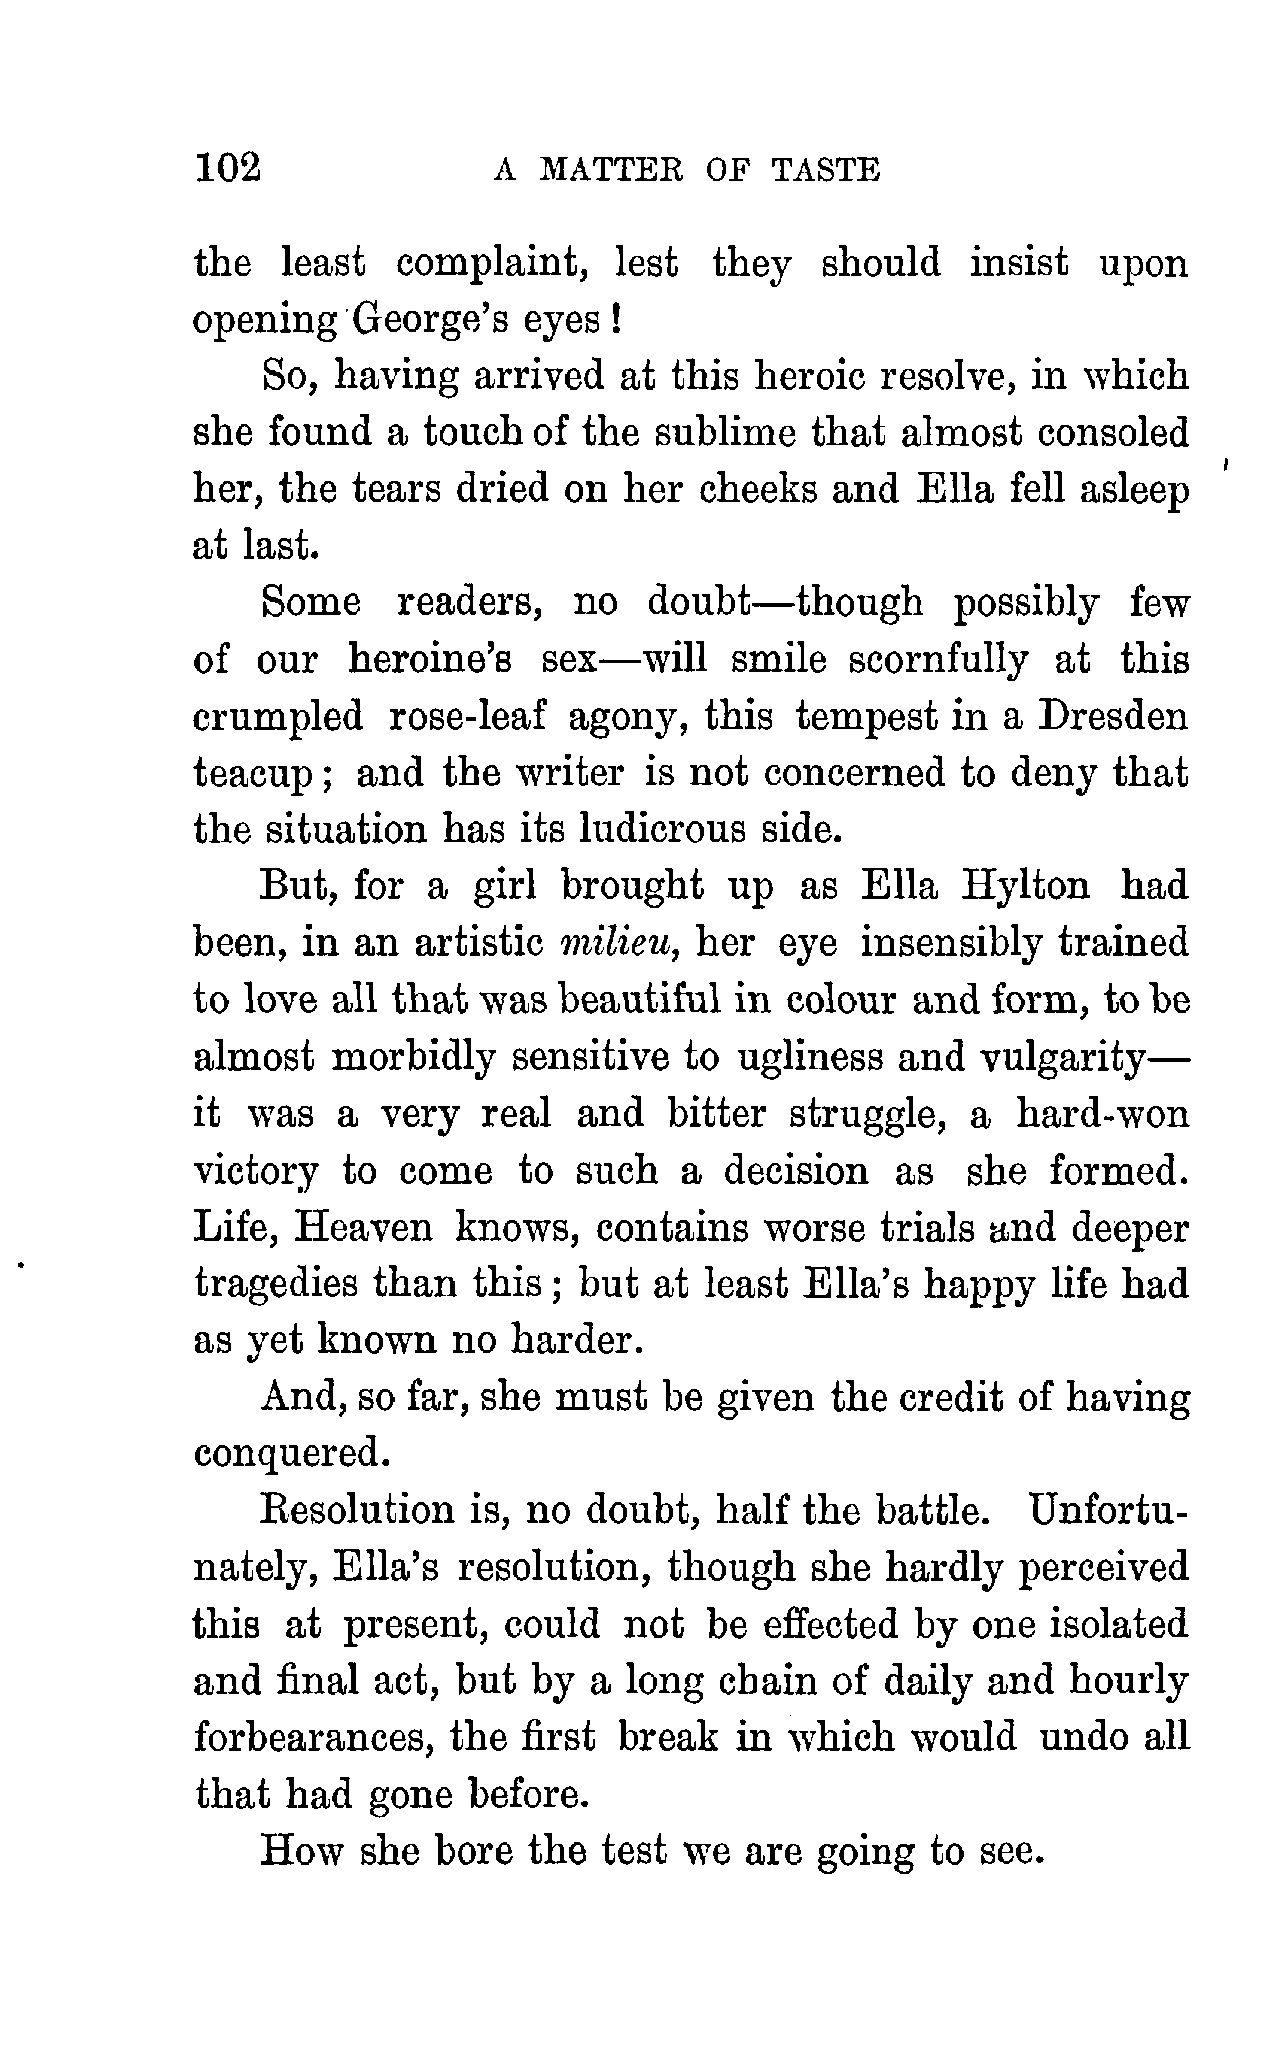 102 A MATTER OF TASTE
the least complaint, lest they should insist upon
opening George's eyes!
So, having arrived at this heroic resolve, in which
she found a touch of the sublime that almost consoled
her, the tears dried on her cheeks and Ella fell asleep
at last.
Some readers, no doubt—though possibly few
of our heroine's sex—will smile scornfully at this
crumpled rose-leaf agony, this tempest in a Dresden
teacup; and the writer is not concerned to deny that
the situation has its ludicrous side.
But, for a girl brought up as Ella Hylton had
been, in an artistic milieu, her eye insensibly trained
to love all that was beautiful in colour and form, to be
almost morbidly sensitive to ugliness and vulgarity—
it was a very real and bitter struggle, a hard-won
victory to come to such a decision as she formed.
Life, Heaven knows, contains worse trials and deeper
tragedies than this; but at least Ella's happy life had
as yet known no harder.
And, so far, she must be given the credit of having
conquered.
Resolution is, no doubt, half the battle. Unfortu-
nately, Ella's resolution, though she hardly perceived
this at present, could not be effected by one isolated
and final act, but by a long chain of daily and hourly
forbearances, the first break in which would undo all
that had gone before.
How she bore the test we are going to see.